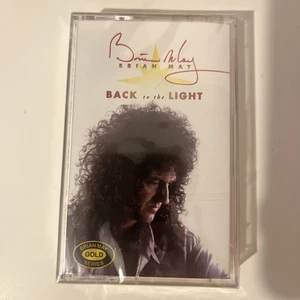 Brian May
BRIAN MAY
BACK to the LIGHT
BRIAN MAY
GOLD
SERIES